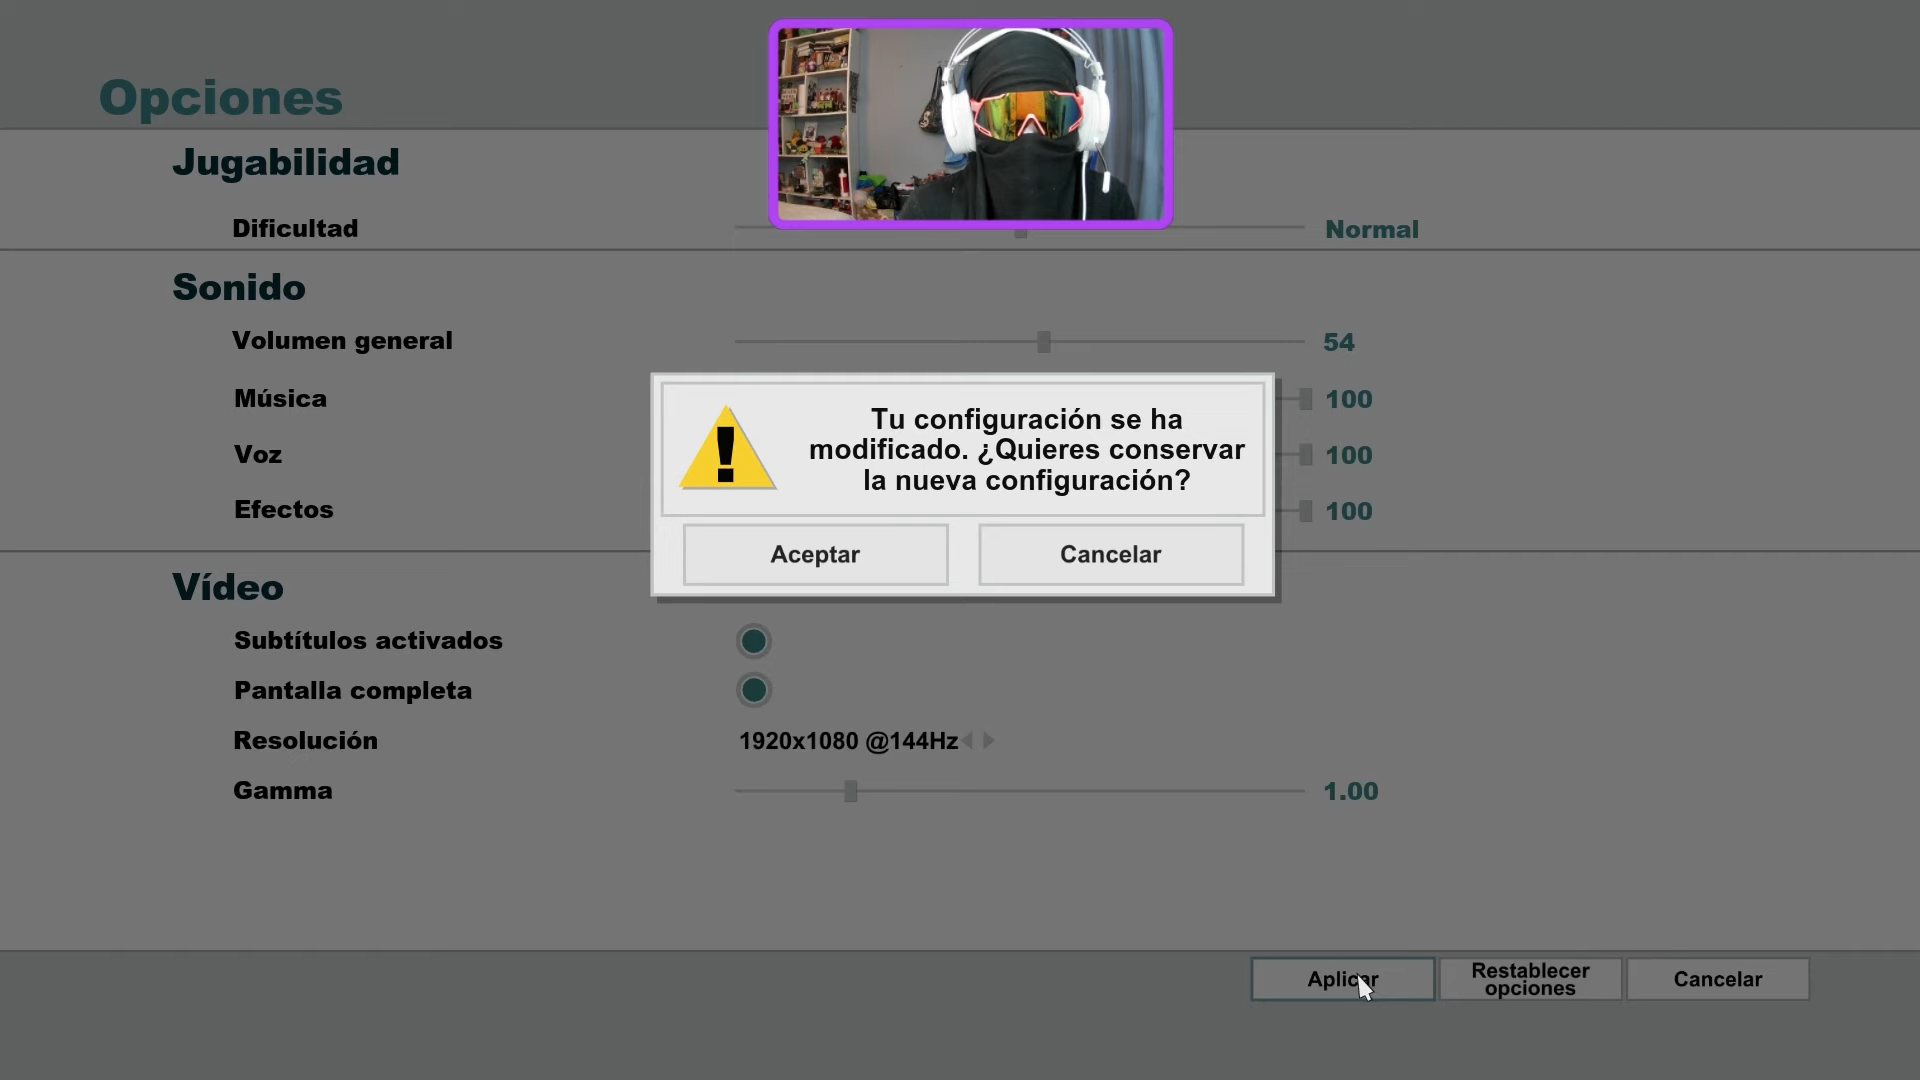 Opciones
Jugabilidad
Dificultad
Normal
Sonido
Volumen general
54
Música
100
Voz
100
Efectos
100
Tu configuración se ha
modificado. ¿Quieres conservar
la nueva configuración?
Aceptar
Cancelar
Vídeo
Subtítulos activados
Pantalla completa
Resolución
1920x1080 @144Hz
Gamma
1.00
Aplicar
Restablecer
opciones
Cancelar